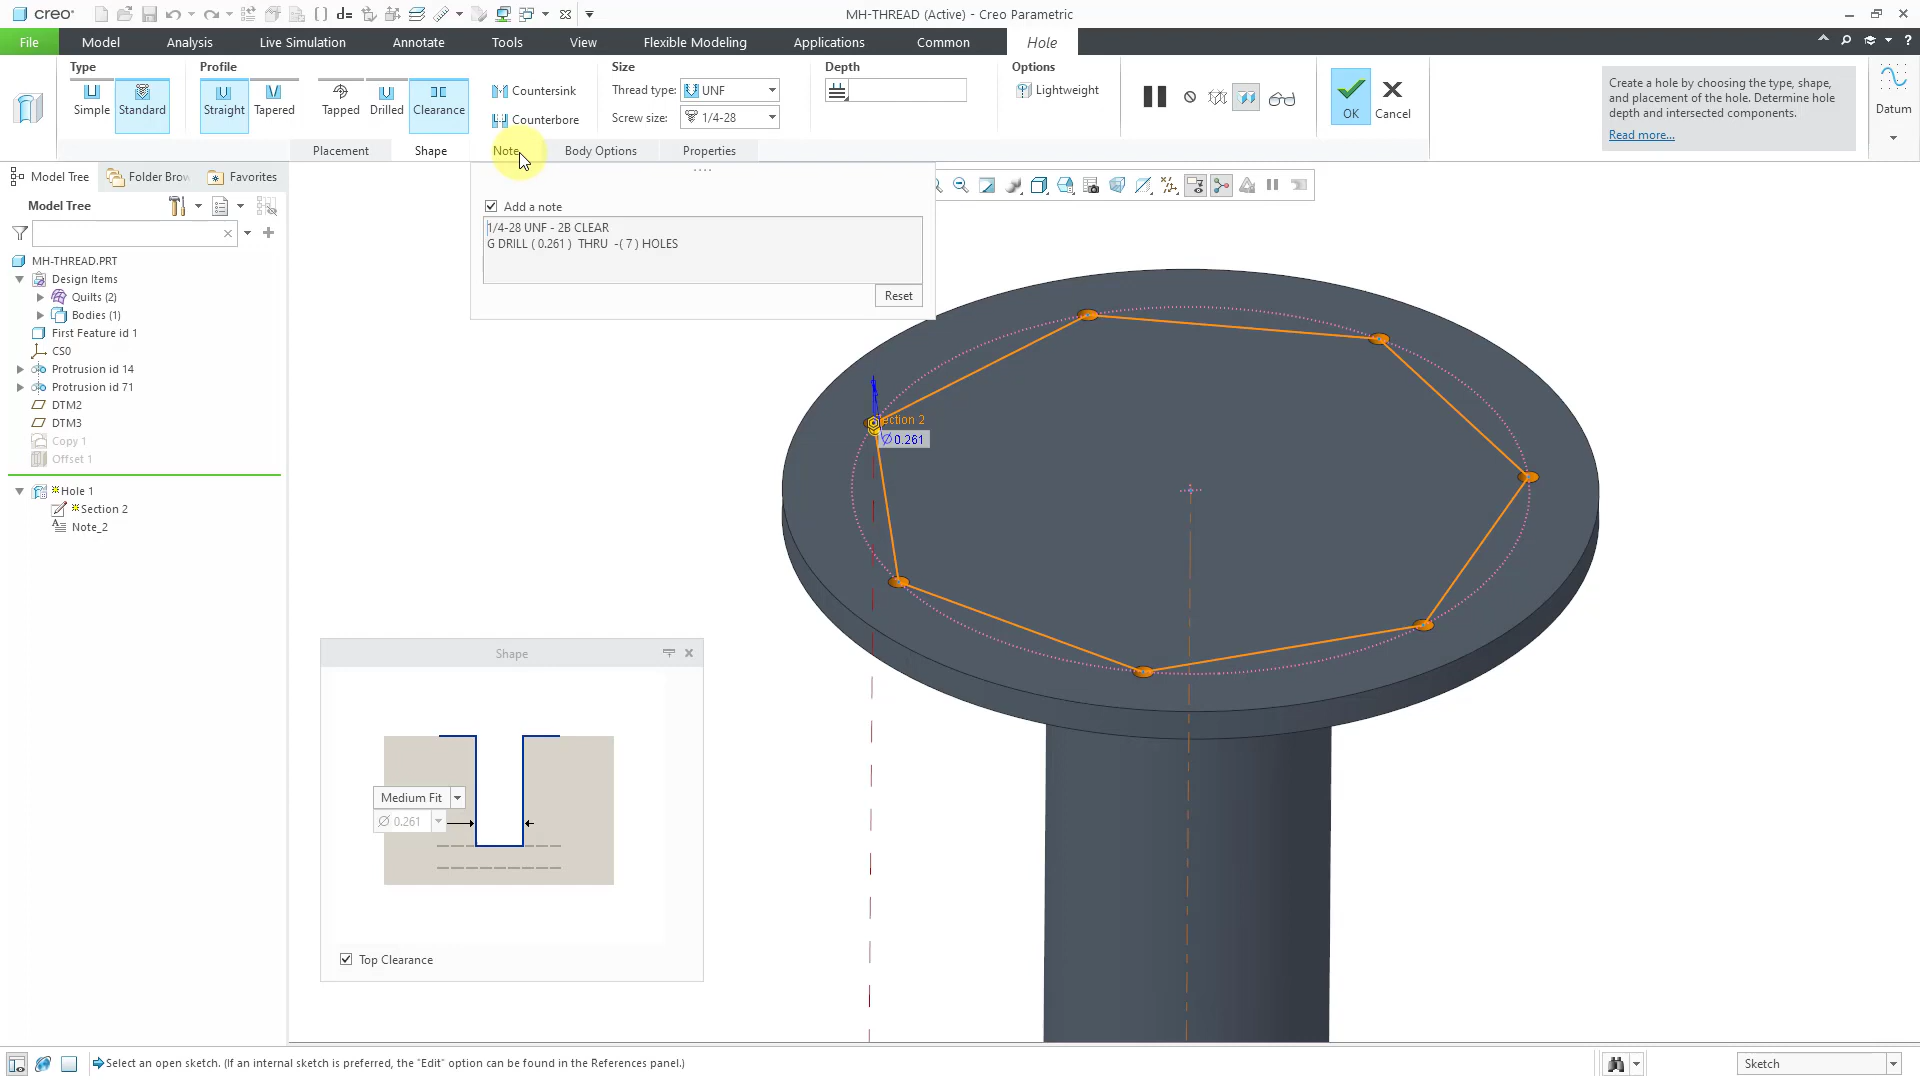 creo
MH-THREAD (Active) - Creo Parametric
File
Model
Analysis
Live Simulation
Annotate
Tools
View
Flexible Modeling
Applications
Common
Hole
Type
Simple
Standard
Profile
Straight
Tapered
Tapped
Drilled
Clearance
Countersink
Counterbore
Size
Thread type:
UNF
Screw size:
1/4-28
Depth
Options
Lightweight
OK
Cancel
Create a hole by choosing the type, shape,
and placement of the hole. Determine hole
depth and intersected components.
Read more...
Datum
Placement
Shape
Note
Body Options
Properties
Model Tree
Folder Brow
Favorites
Model Tree
MH-THREAD.PRT
Design Items
Quilts (2)
Bodies (1)
First Feature id 1
CS0
Protrusion id 14
Protrusion id 71
DTM2
DTM3
Copy 1
Offset 1
Hole 1
Section 2
Note_2
Add a note
1/4-28 UNF - 2B CLEAR
G DRILL ( 0.261 ) THRU -( 7 ) HOLES
Reset
ection 2
∅0.261
Shape
Medium Fit
∅ 0.261
Top Clearance
Select an open sketch. (If an internal sketch is preferred, the "Edit" option can be found in the References panel.)
Sketch